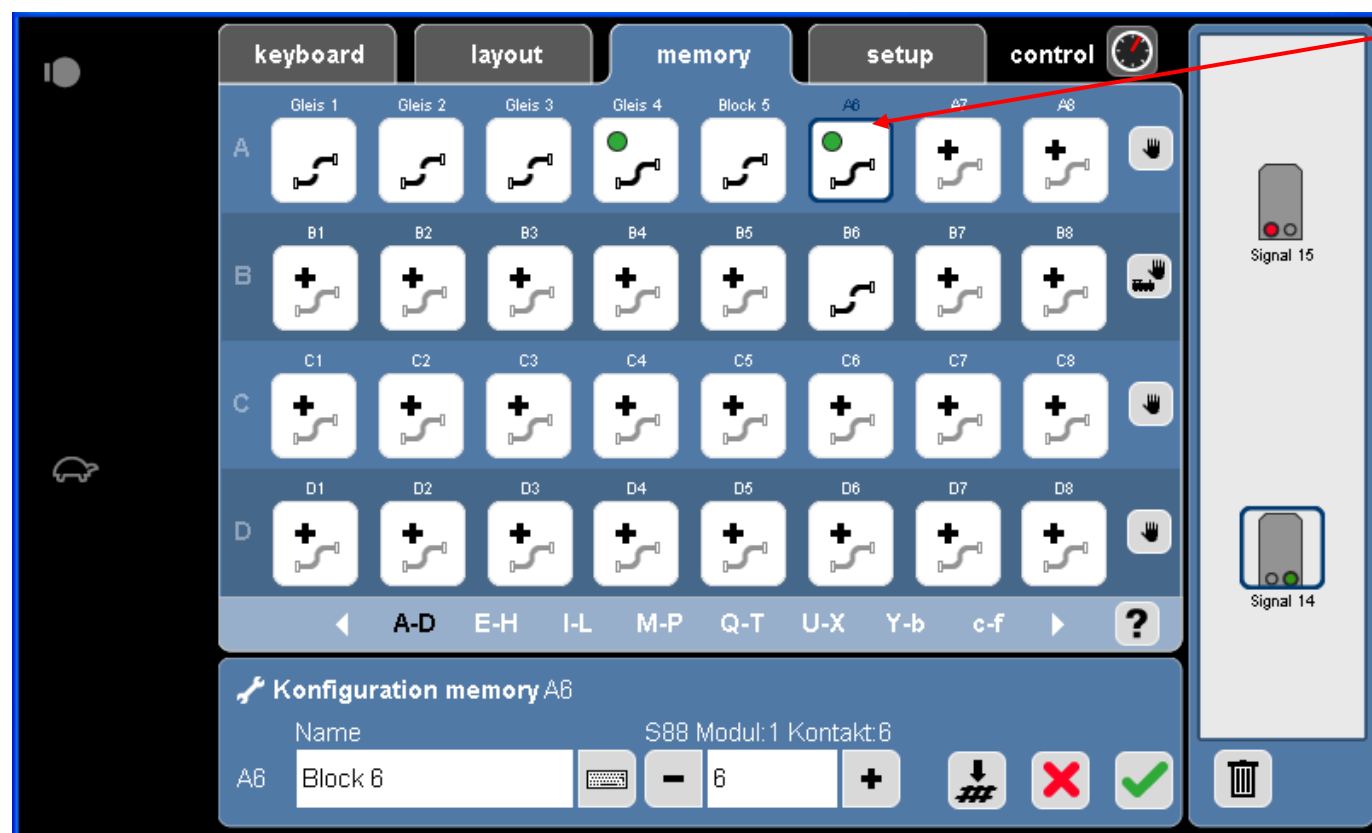 keyboard layout memory setup control
Gleis 1 Gleis 2 Gleis 3 Gleis 4 Block 5 A6 A7 A8
A
B1 B2 B3 B4 B5 B6 B7 B8
B
Signal 15
C1 C2 C3 C4 C5 C6 C7 C8
C
D1 D2 D3 D4 D5 D6 D7 D8
D
Signal 14
A-D E-H I-L M-P Q-T U-X Y-b c-f ?
Konfiguration memory A6
Name S88 Modul:1 Kontakt:6
A6 Block 6 - 6 +